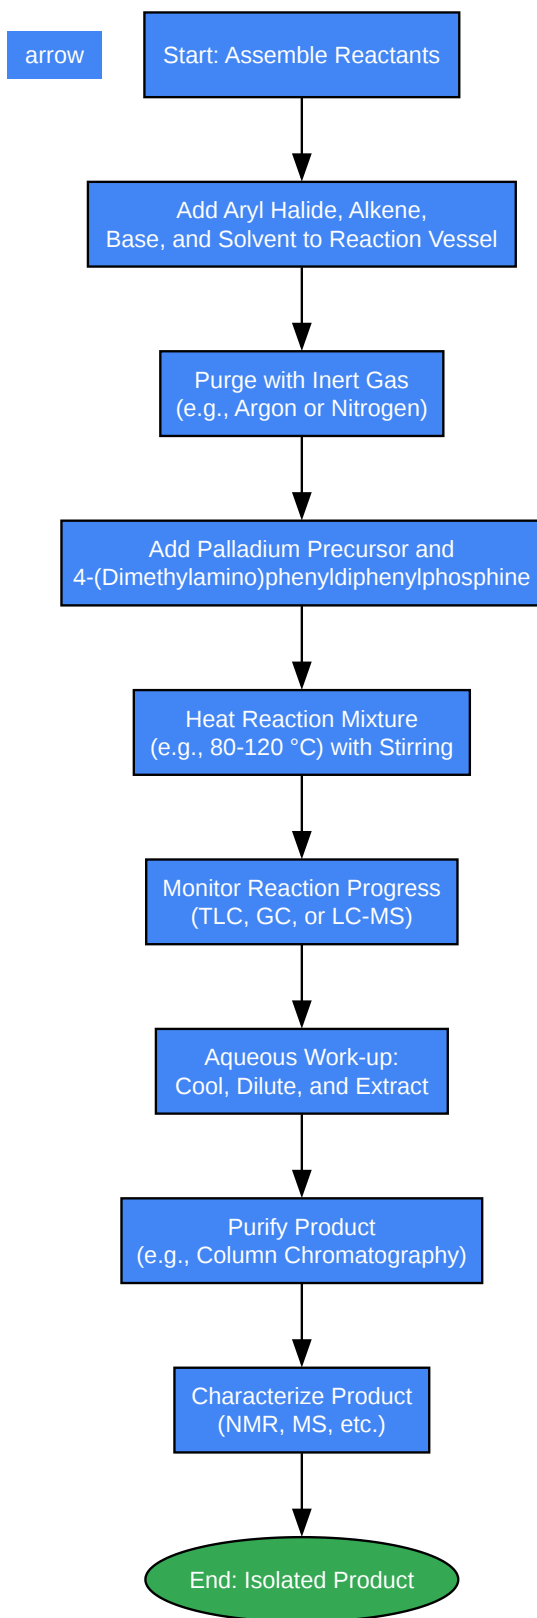 arrow
Start: Assemble Reactants
Add Aryl Halide, Alkene,
Base, and Solvent to Reaction Vessel
Purge with Inert Gas
(e.g., Argon or Nitrogen)
Add Palladium Precursor and
4-(Dimethylamino)phenyldiphenylphosphine
Heat Reaction Mixture
(e.g., 80-120 °C) with Stirring
Monitor Reaction Progress
(TLC, GC, or LC-MS)
Aqueous Work-up:
Cool, Dilute, and Extract
Purify Product
(e.g., Column Chromatography)
Characterize Product
(NMR, MS, etc.)
End: Isolated Product